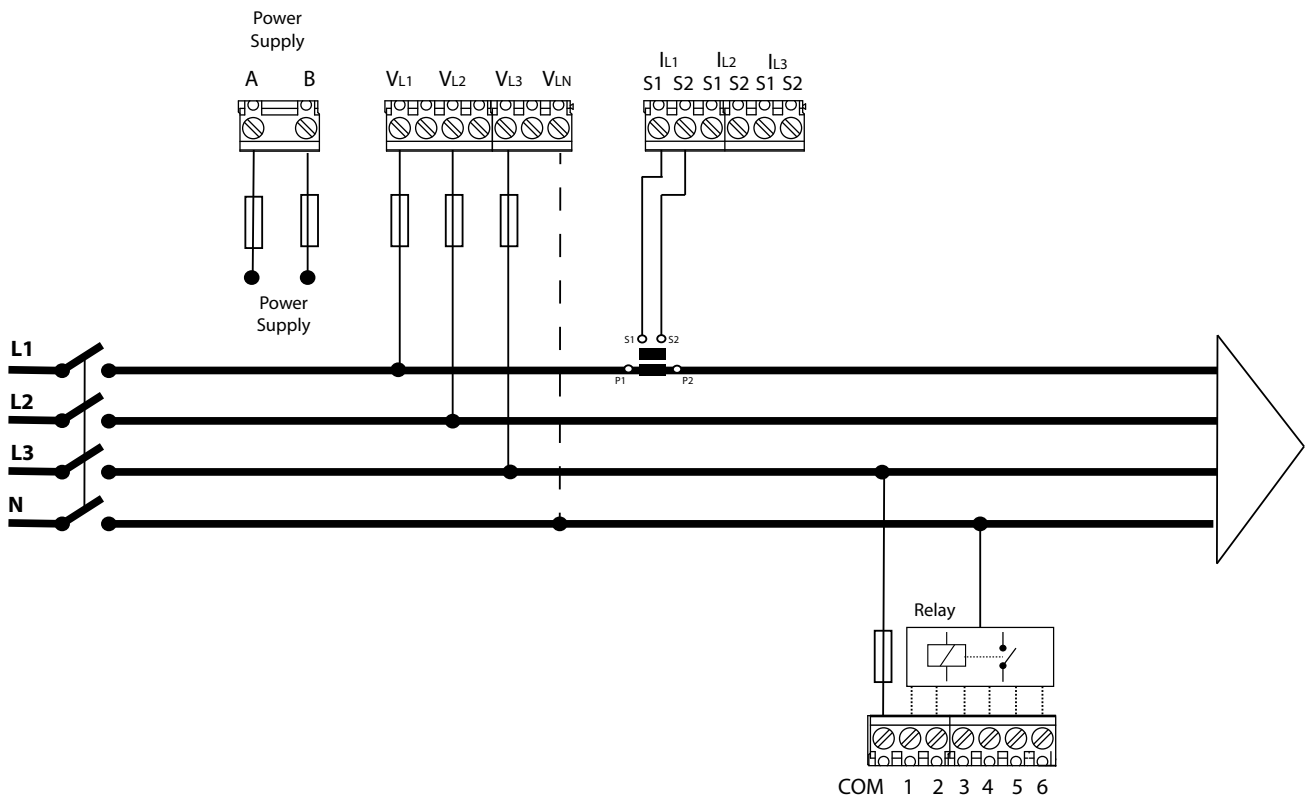 Power
Supply
A B
VL1 VL2 VL3 VLN
IL1 IL2 IL3
S1 S2 S1 S2 S1 S2
Power
Supply
S1 S2
L1
P1 P2
L2
L3
N
Relay
COM 1 2 3 4 5 6